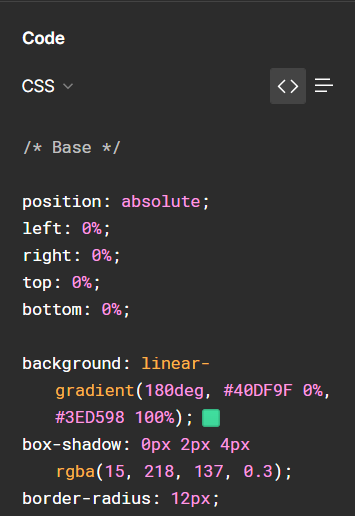 Code
CSS
/* Base */
position: absolute;
left: 0%;
right: 0%;
top: 0%;
bottom: 0%;
background: linear-
gradient(180deg, #40DF9F 0%,
#3ED598 100%);
box-shadow: 0px 2px 4px
rgba(15, 218, 137, 0.3);
border-radius: 12px;